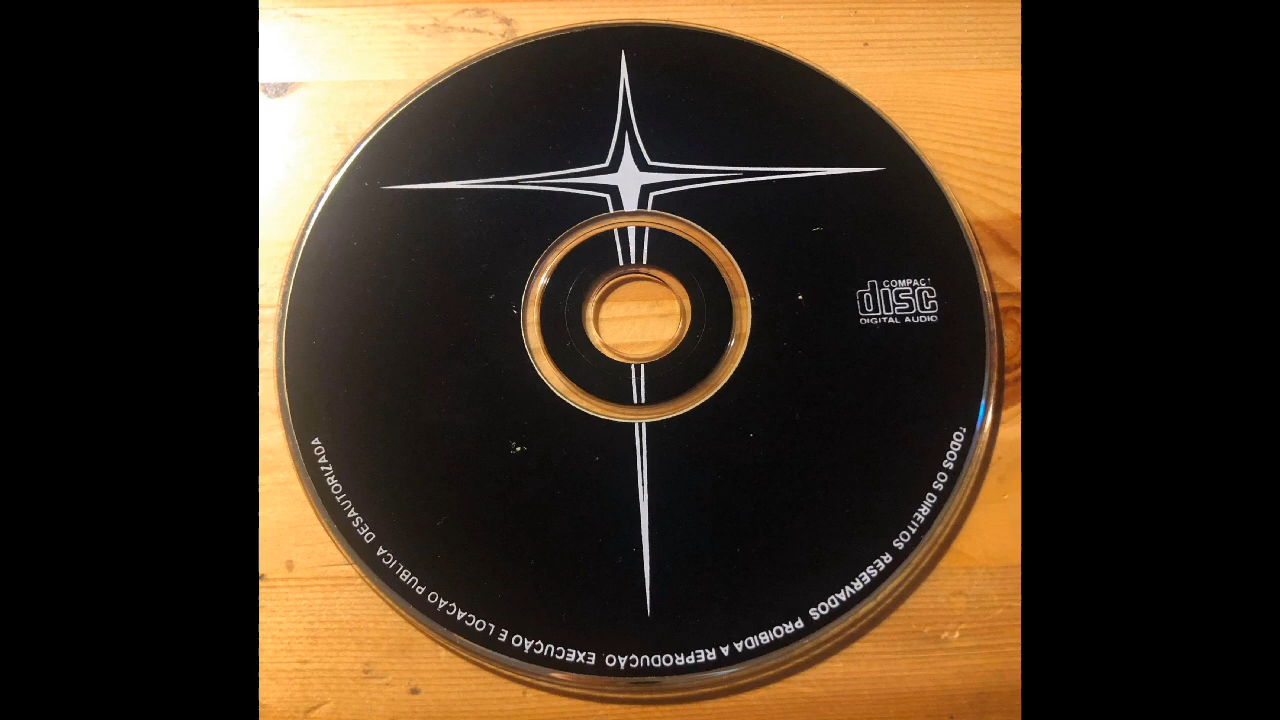 COMPACT
disc
DIGITAL AUDIO
TODOS OS DIREITOS RESERVADOS PROIBIDA A REPRODUÇÃO, EXECUÇÃO E LOCAÇÃO PUBLICA DESAUTORIZADA